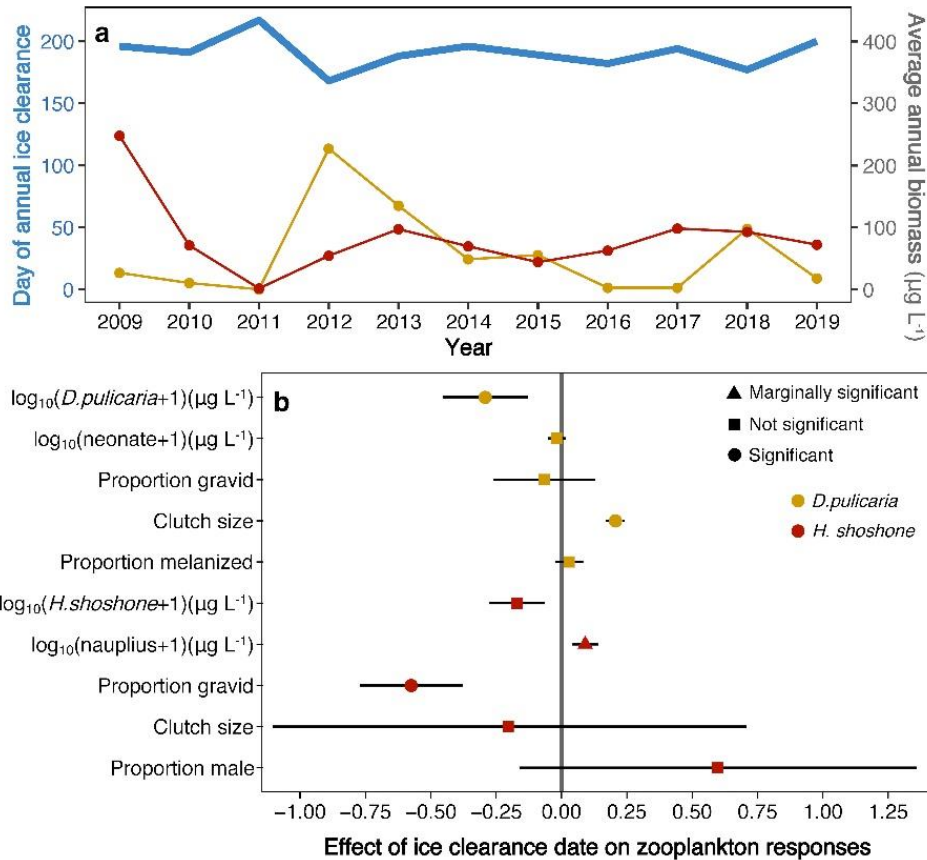 a
Day of annual ice clearance
200
150
100
50
0
Average annual biomass (µg L⁻¹)
400
300
200
100
0
2009 2010 2011 2012 2013 2014 2015 2016 2017 2018 2019
Year
b
log₁₀(D.pulicaria+1)(µg L⁻¹)
log₁₀(neonate+1)(µg L⁻¹)
Proportion gravid
Clutch size
Proportion melanized
log₁₀(H.shoshone+1)(µg L⁻¹)
log₁₀(nauplius+1)(µg L⁻¹)
Proportion gravid
Clutch size
Proportion male
Marginally significant
Not significant
Significant
D.pulicaria
H. shoshone
−1.00 −0.75 −0.50 −0.25 0.00 0.25 0.50 0.75 1.00 1.25
Effect of ice clearance date on zooplankton responses